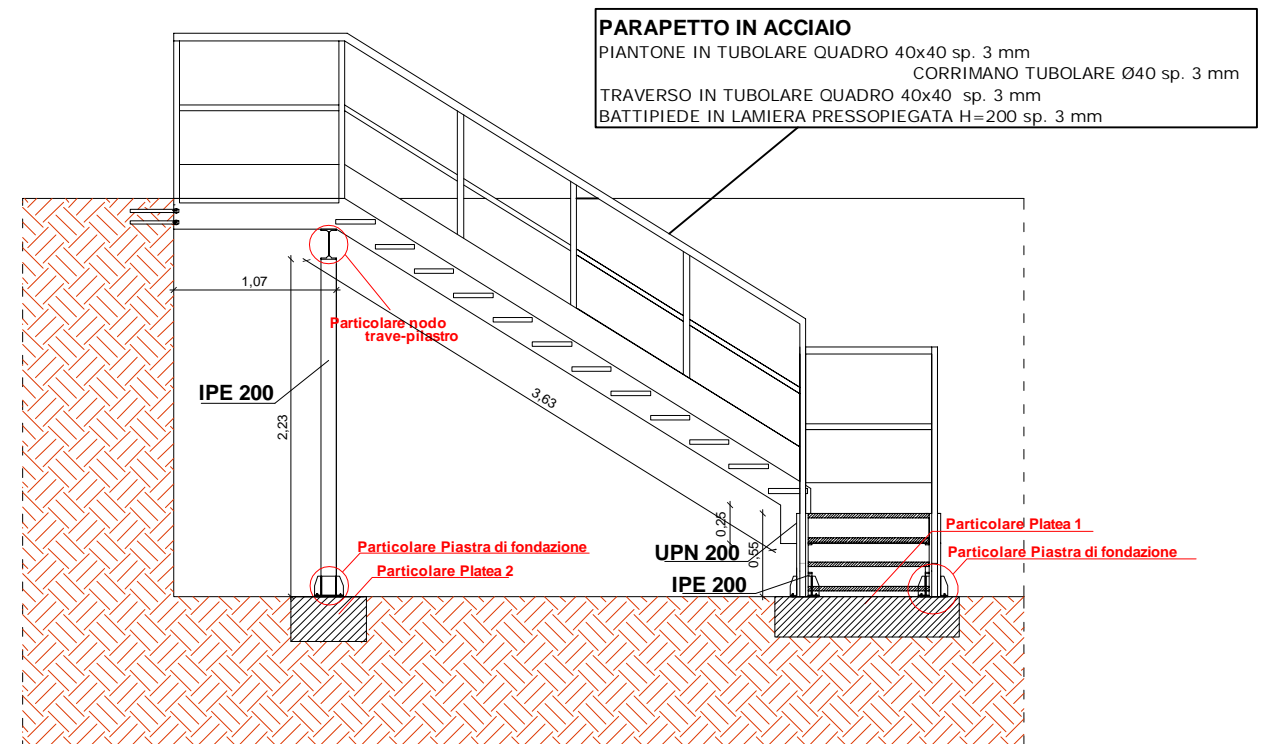 PARAPETTO IN ACCIAIO
PIANTONE IN TUBOLARE QUADRO 40x40 sp. 3 mm
CORRIMANO TUBOLARE Ø40 sp. 3 mm
TRAVERSO IN TUBOLARE QUADRO 40x40 sp. 3 mm
BATTIPIEDE IN LAMIERA PRESSOPIEGATA H=200 sp. 3 mm
1,07
Particolare nodo
trave-pilastro
IPE 200
2,23
3,63
0,25
0,55
UPN 200
IPE 200
Particolare Platea 1
Particolare Piastra di fondazione
Particolare Piastra di fondazione
Particolare Platea 2